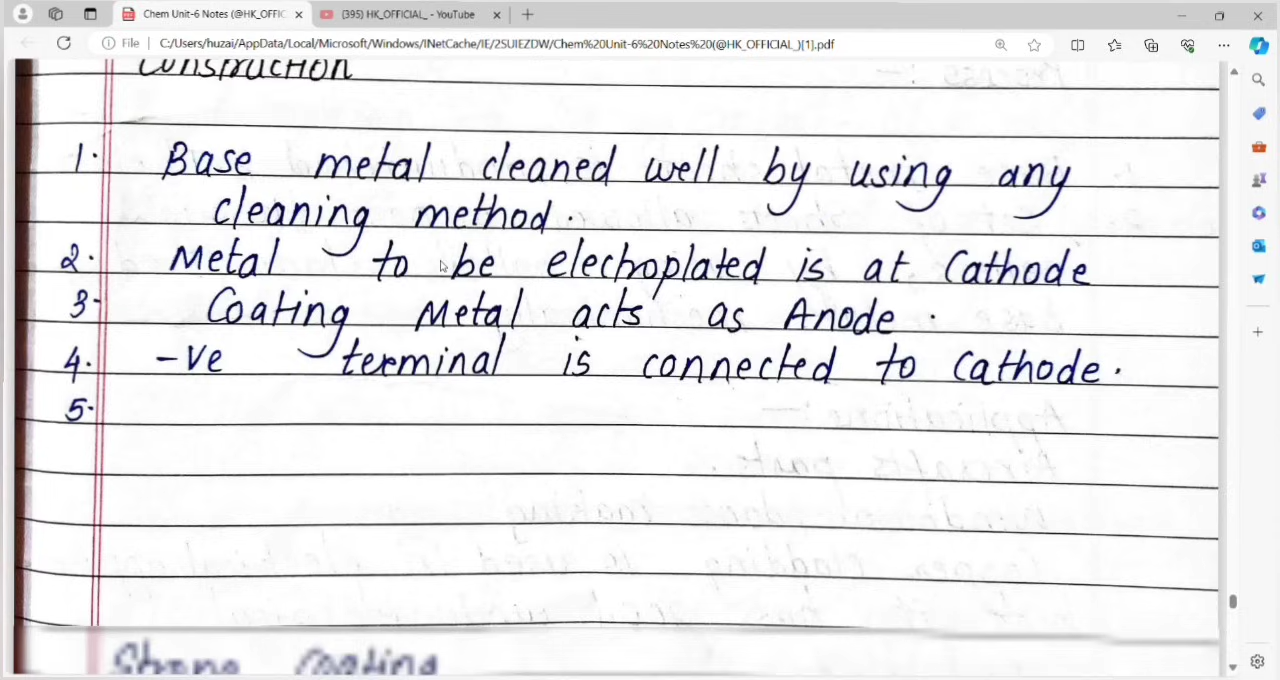 Chem Unit-6 Notes (@HK_OFFIC
(395) HK_OFFICIAL_ - YouTube
File
C:/Users/huzai/AppData/Local/Microsoft/Windows/INetCache/IE/2SUIEZDW/Chem%20Unit-6%20Notes%20(@HK_OFFICIAL_)[1].pdf
Construction
1. Base metal cleaned well by using any
cleaning method.
2. Metal to be electroplated is at Cathode
3. Coating Metal acts as Anode.
4. -ve terminal is connected to Cathode.
5.
Strong Coating